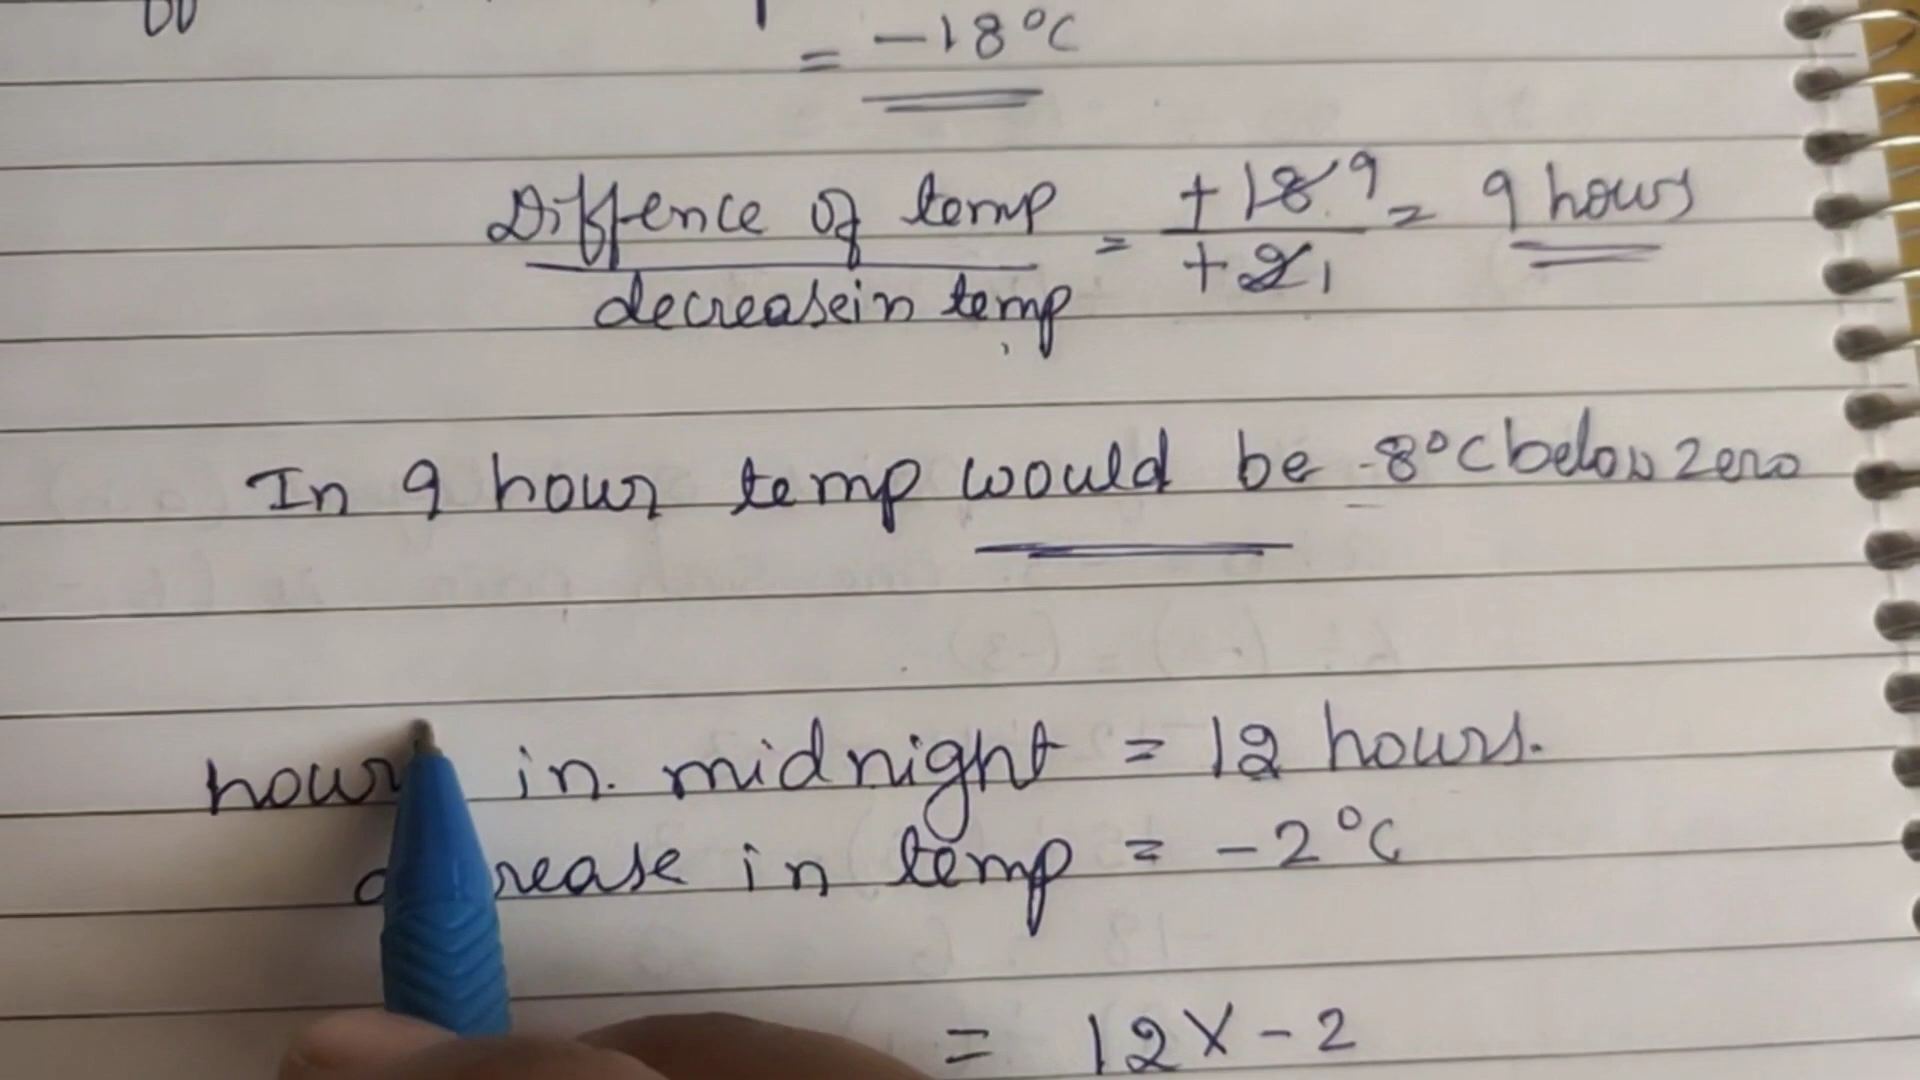 = -18°C
Diffence of temp = +18 9 = 9 hours
decreasein temp +2 1
In 9 hour temp would be -8°C below zero
hour in. midnight = 12 hours.
in temp = -2°C
= 12 X - 2